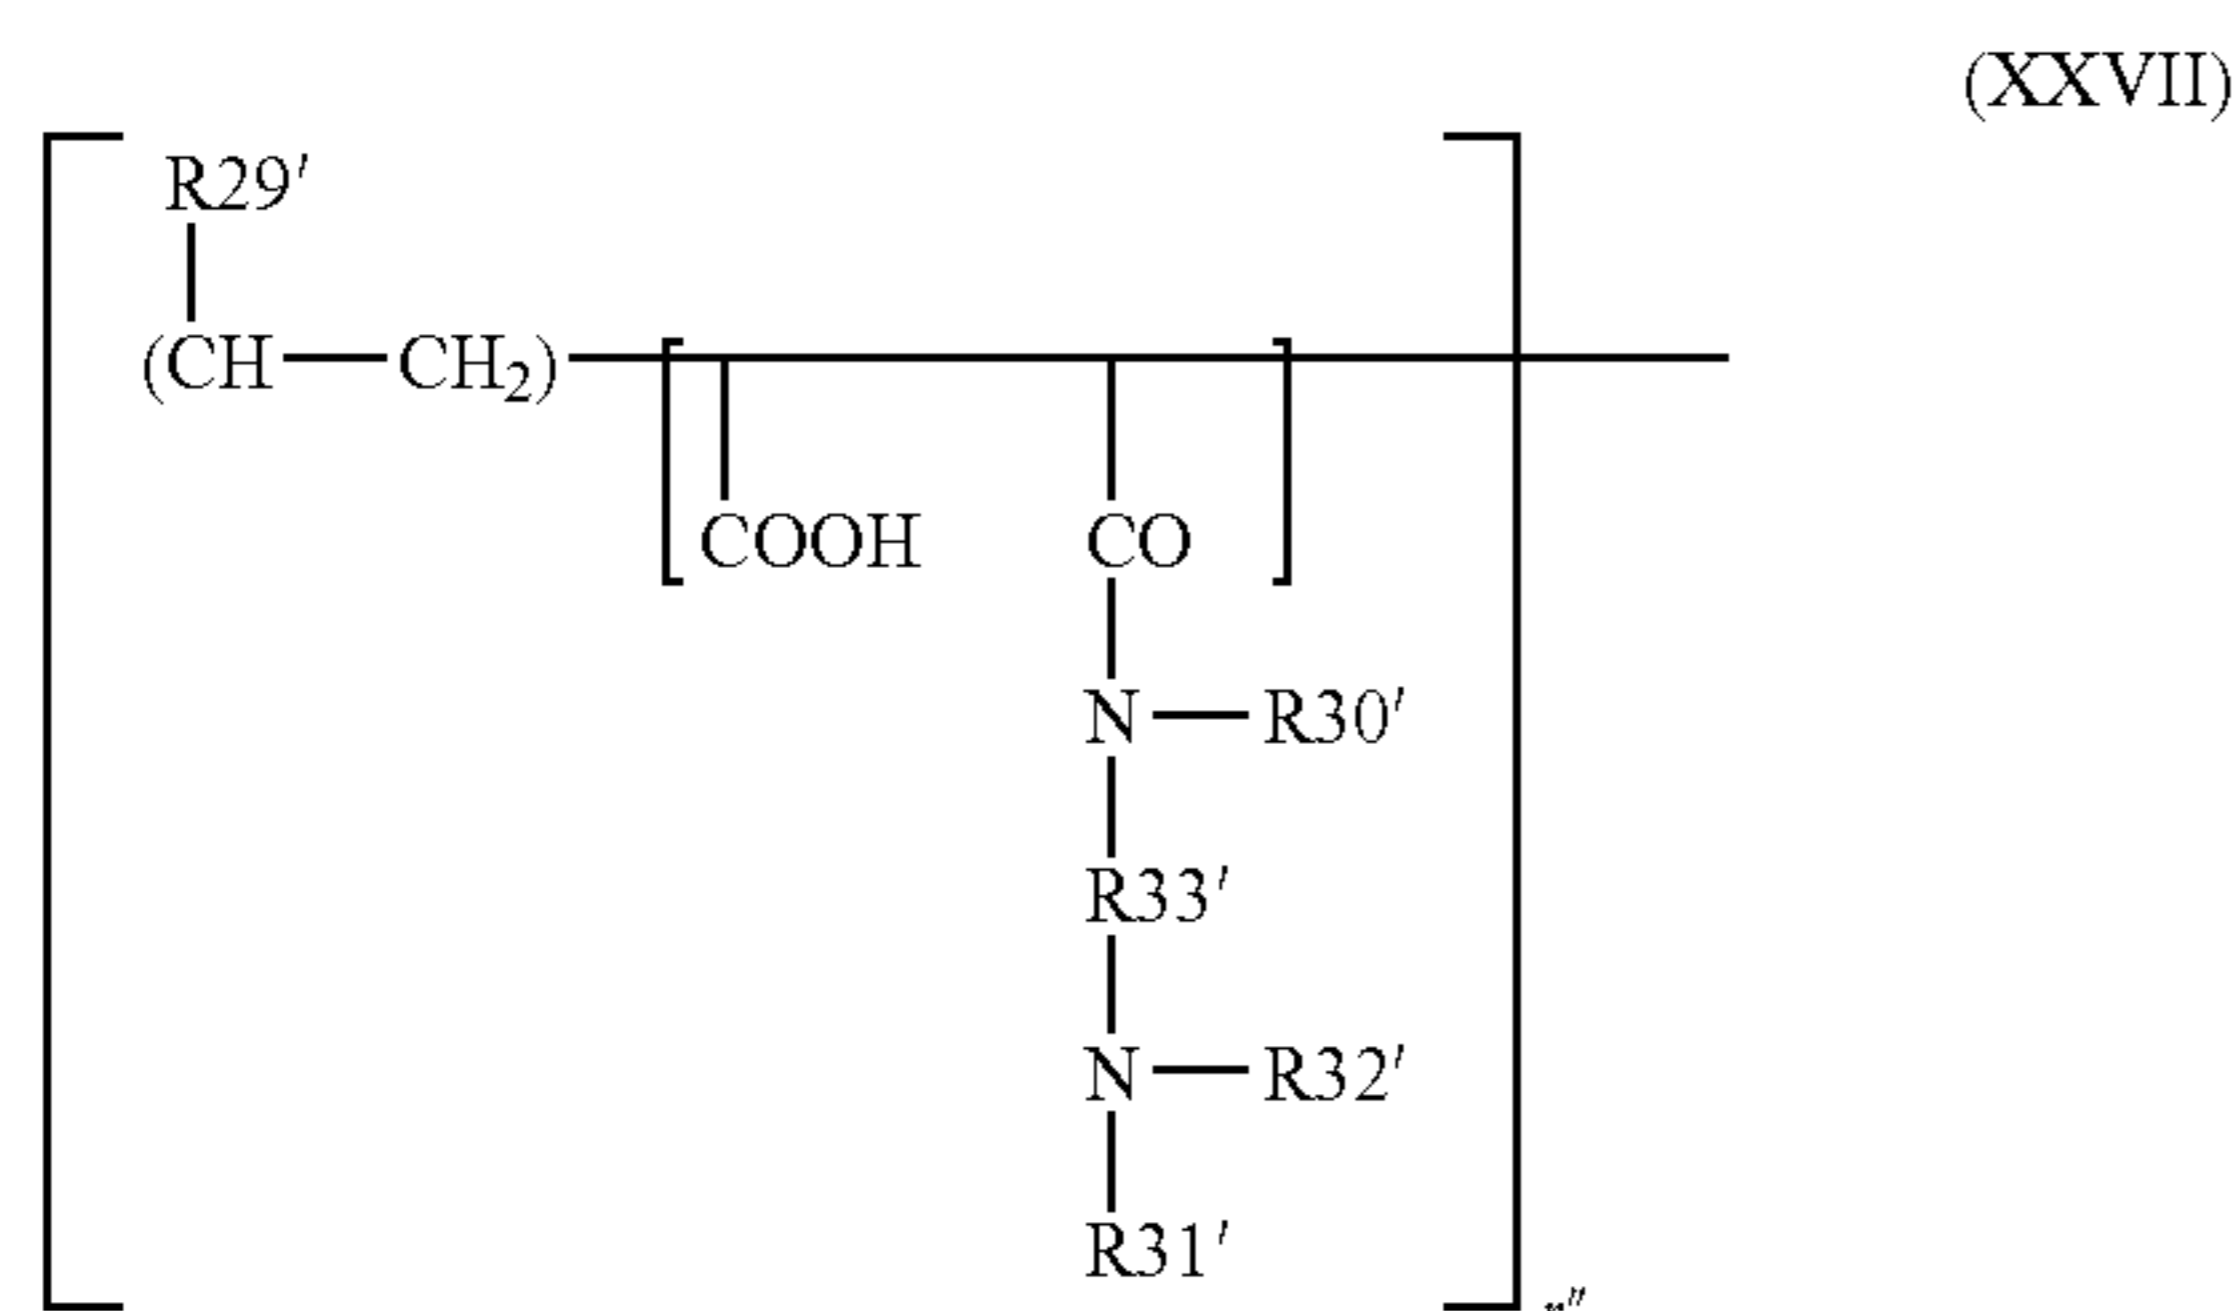 (XXVII)
R29′
(CH—CH₂)
COOH CO
N—R30′
R33′
N—R32′
R31′